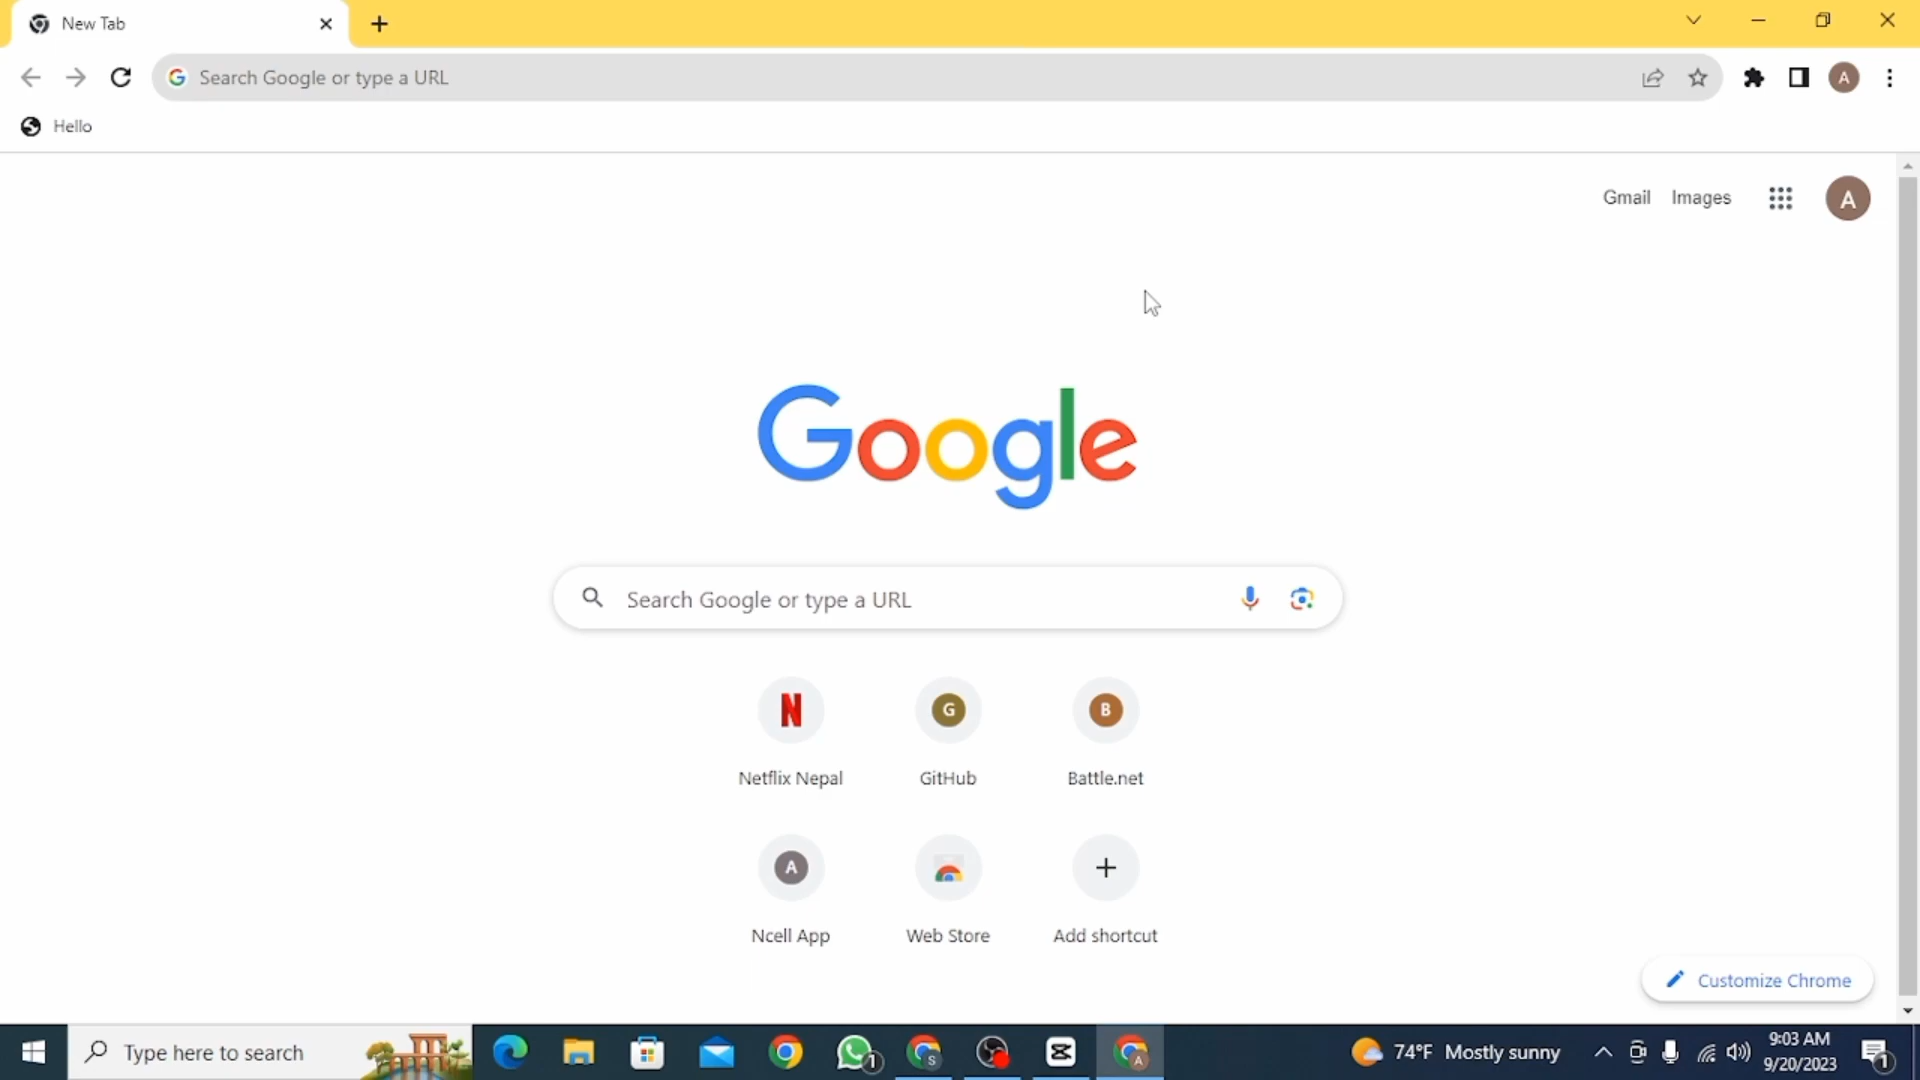 New Tab
Search Google or type a URL
A
Hello
Gmail Images
A
Google
Search Google or type a URL
N G B
Netflix Nepal GitHub Battle.net
A
Ncell App Web Store Add shortcut
Customize Chrome
Type here to search
1
S
A
74°F Mostly sunny
9:03 AM
9/20/2023
1